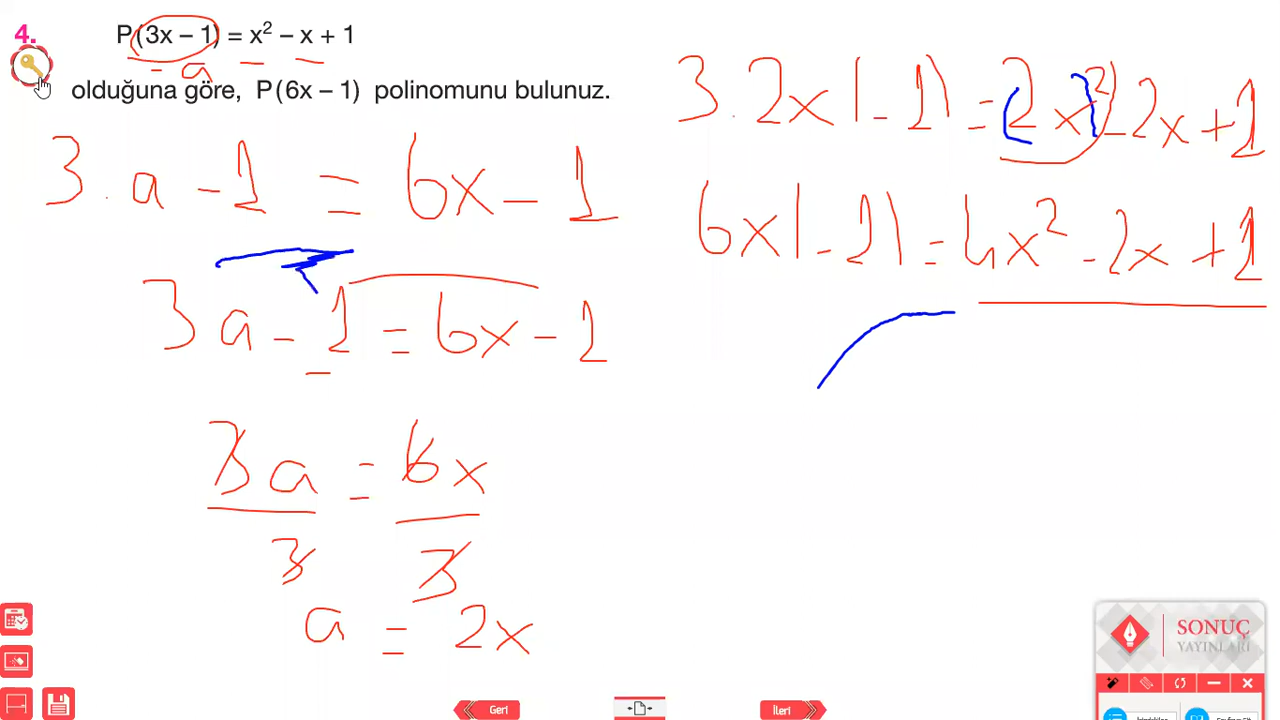 4. P(3x – 1) = x² – x + 1
a
olduğuna göre, P(6x – 1) polinomunu bulunuz.
3.a - 1 = 6x - 1
3a - 1 = 6x - 1
3a = 6x
3 3
a = 2x
3.2x - 1 = (2x)² - 2x + 1
6x - 1 = 4x² - 2x + 1
SONUÇ
YAYINLARI
Geri
İleri